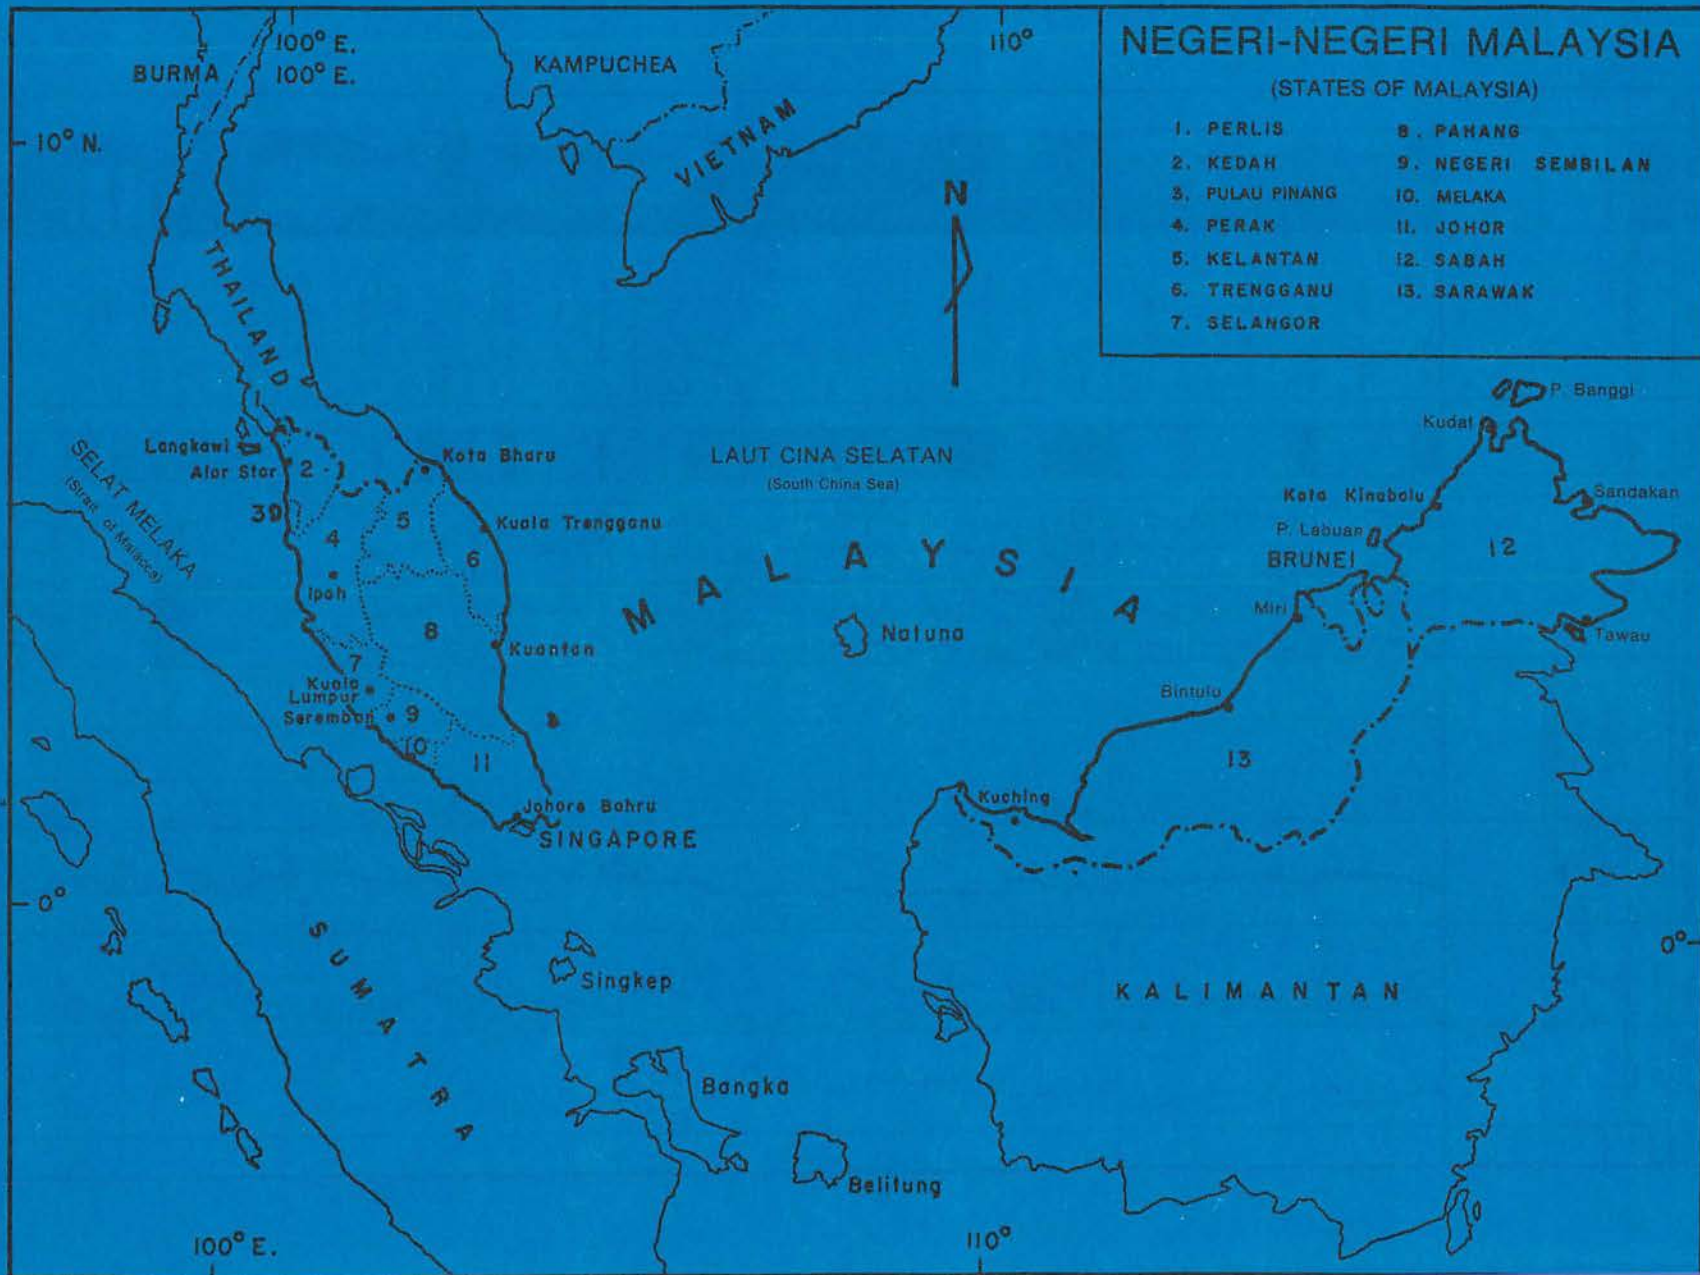 NEGERI-NEGERI MALAYSIA
(STATES OF MALAYSIA)
1. PERLIS
2. KEDAH
3. PULAU PINANG
4. PERAK
5. KELANTAN
6. TRENGGANU
7. SELANGOR
8. PAHANG
9. NEGERI SEMBILAN
10. MELAKA
11. JOHOR
12. SABAH
13. SARAWAK
100° E.
100° E.
110°
BURMA
KAMPUCHEA
10° N.
VIETNAM
N
THAILAND
P. Banggi
Kudat
Langkawi
Alor Star
2
Kota Bharu
LAUT CINA SELATAN
(South China Sea)
SELAT MELAKA
(Strait of Malacca)
Kota Kinabalu
Sandakan
3
4
5
Kuala Trengganu
6
P. Labuan
BRUNEI
12
MALAYSIA
Ipoh
Miri
Tawau
8
Natuna
Kuantan
7
Kuala
Lumpur
Seremban
9
10
11
Bintulu
13
Johore Bahru
SINGAPORE
Kuching
0°
0°
SUMATRA
Singkep
KALIMANTAN
Bangka
Belitung
100° E.
110°